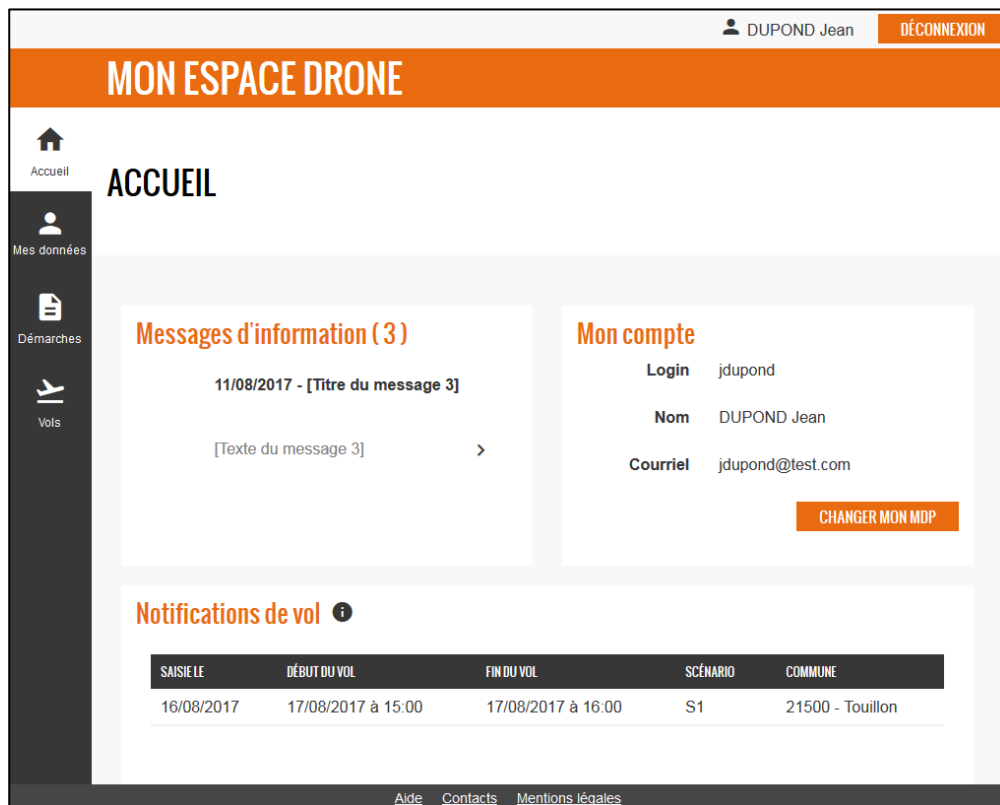 DUPOND Jean
DÉCONNEXION
MON ESPACE DRONE
Accueil
ACCUEIL
Mes données
Démarches
Vols
Messages d'information ( 3 )
11/08/2017 - [Titre du message 3]
[Texte du message 3]
Mon compte
Login jdupond
Nom DUPOND Jean
Courriel jdupond@test.com
CHANGER MON MDP
Notifications de vol
SAISIE LE DÉBUT DU VOL FIN DU VOL SCÉNARIO COMMUNE
16/08/2017 17/08/2017 à 15:00 17/08/2017 à 16:00 S1 21500 - Touillon
Aide Contacts Mentions légales